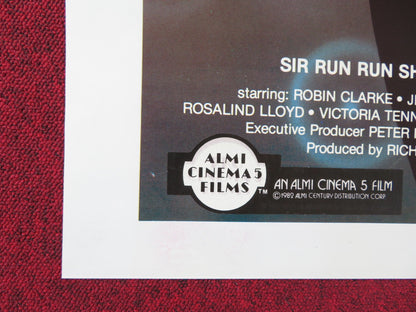 SIR RUN RUN SH
starring: ROBIN CLARKE • J
ROSALIND LLOYD • VICTORIA TENN
Executive Producer PETER
Produced by RICH
ALMI
CINEMA 5
FILMS
TM
AN ALMI CINEMA 5 FILM
©1982 ALMI CENTURY DISTRIBUTION CORP.